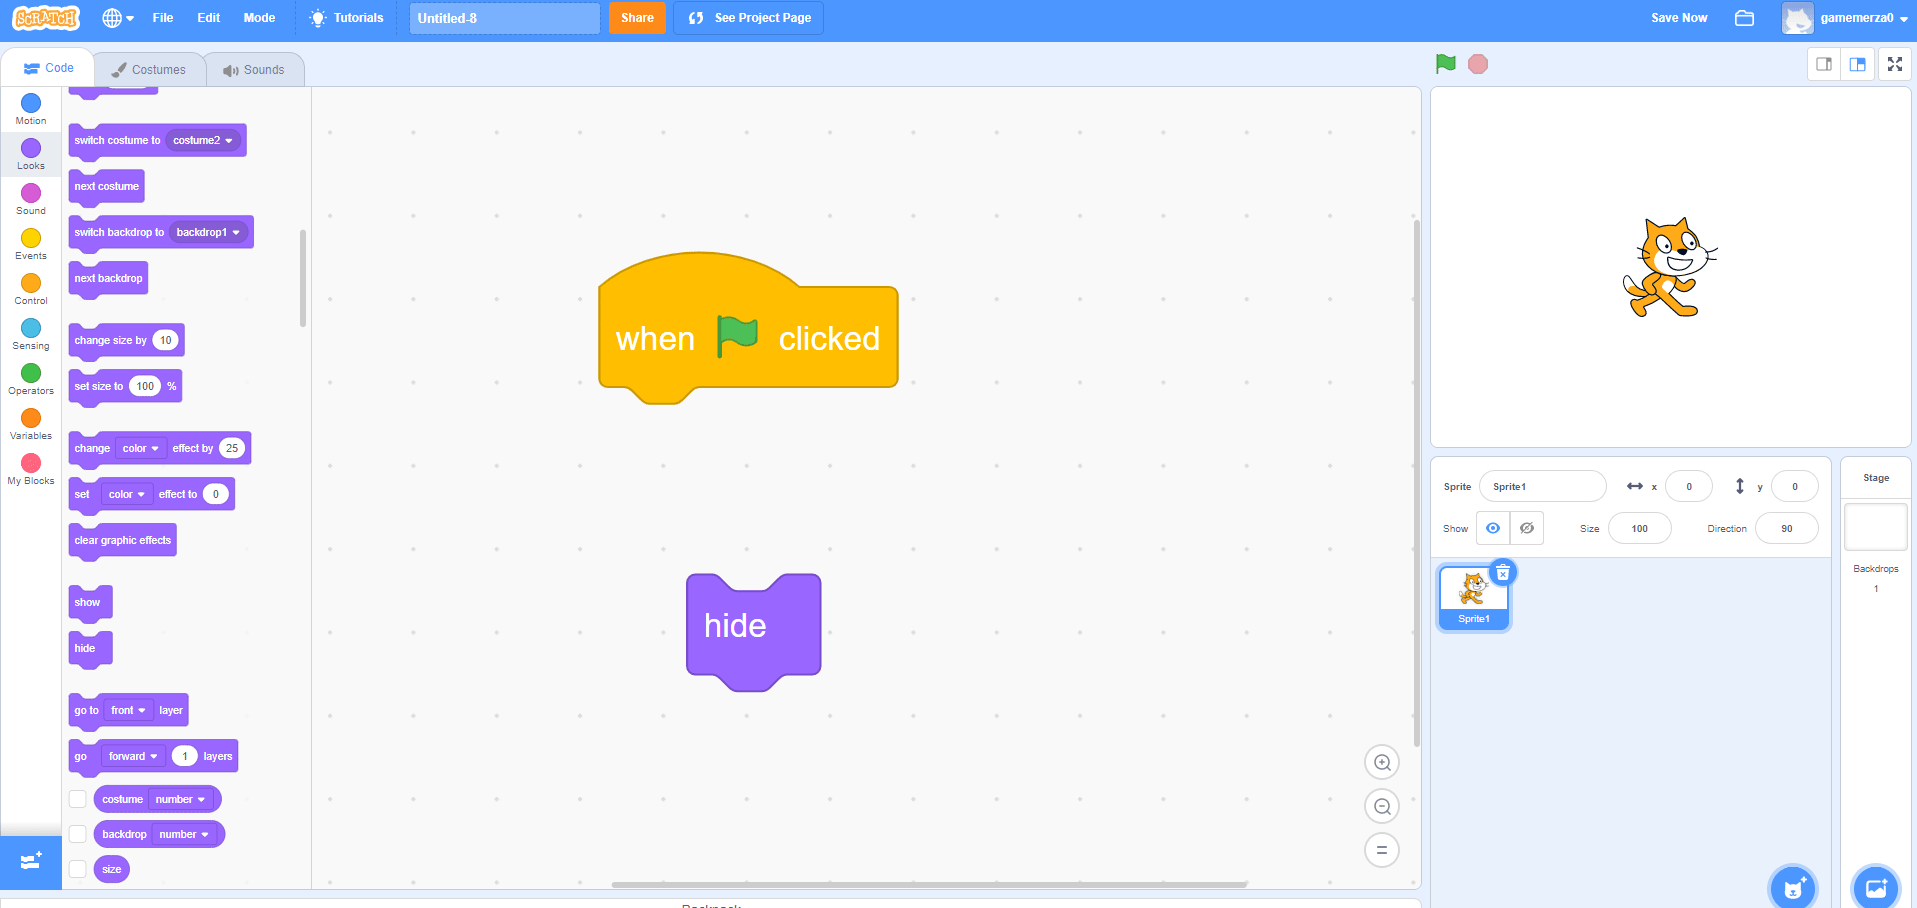 SCRATCH File Edit Mode Tutorials Untitled-8 Share See Project Page Save Now gamemerza0
Code Costumes Sounds
Motion
Looks
Sound
Events
Control
Sensing
Operators
Variables
My Blocks
switch costume to costume2
next costume
switch backdrop to backdrop1
next backdrop
change size by 10
set size to 100 %
change color effect by 25
set color effect to 0
clear graphic effects
show
hide
go to front layer
go forward 1 layers
costume number
backdrop number
size
when clicked
hide
Sprite Sprite1 x 0 y 0
Show Size 100 Direction 90
Sprite1
Stage
Backdrops
1